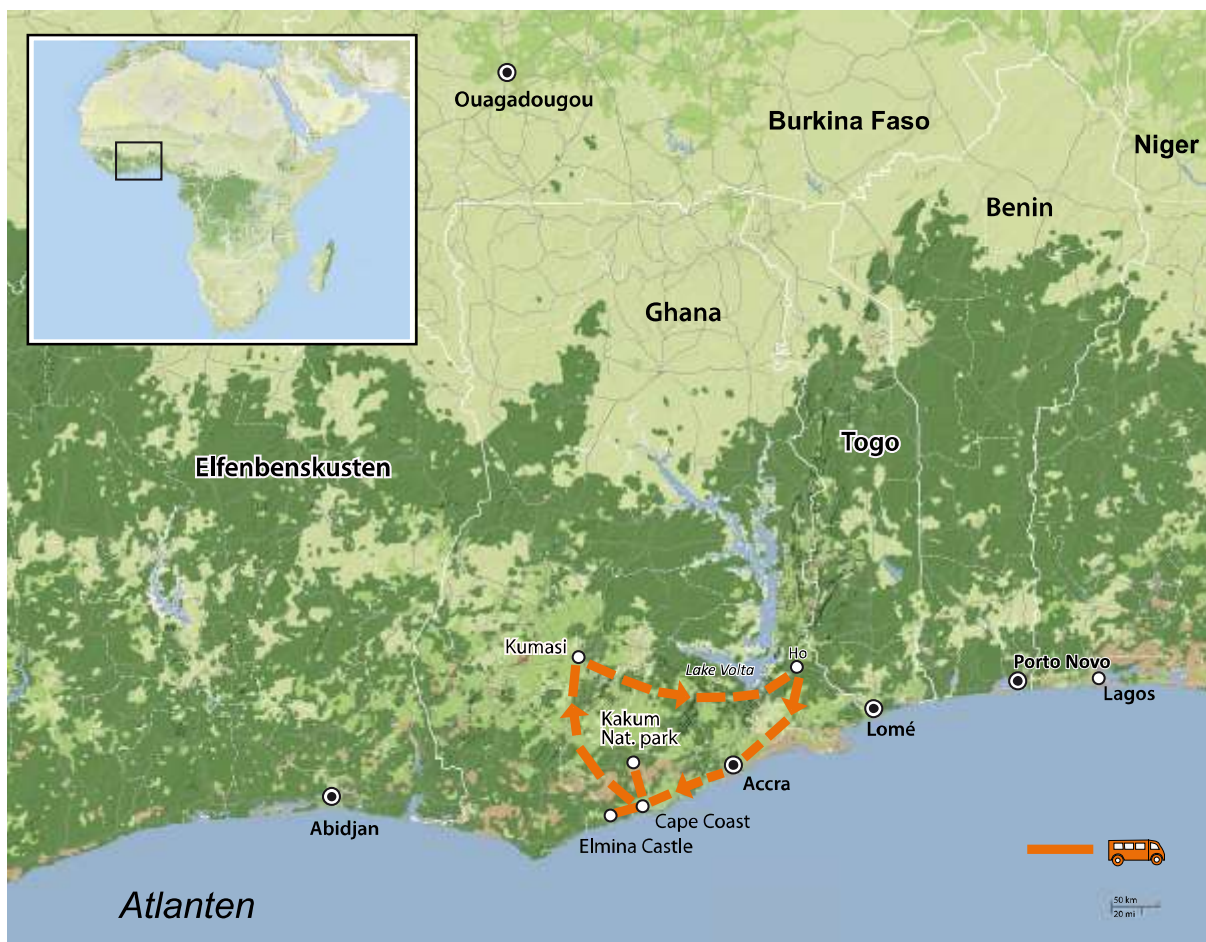 Ouagadougou
Burkina Faso
Niger
Benin
Ghana
Togo
Elfenbenskusten
Kumasi
Lake Volta
Ho
Porto Novo
Lagos
Kakum
Nat. park
Lomé
Accra
Cape Coast
Abidjan
Elmina Castle
Atlanten
50 km
20 mi